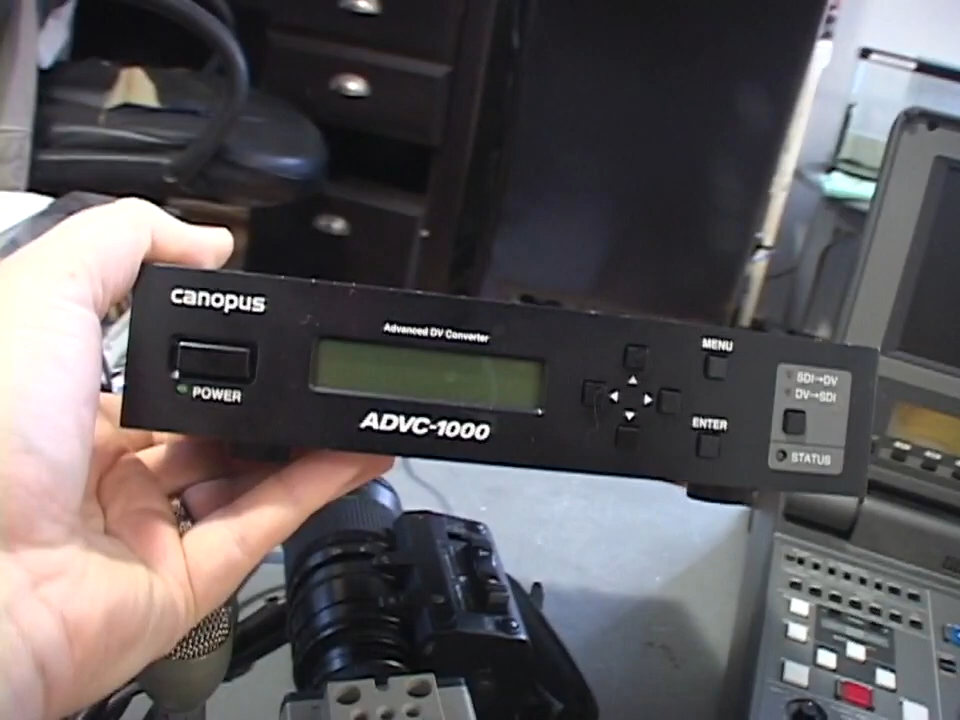 canopus
Advanced DV Converter
MENU
SDI→DV
DV→SDI
POWER
ADVC-1000
ENTER
STATUS